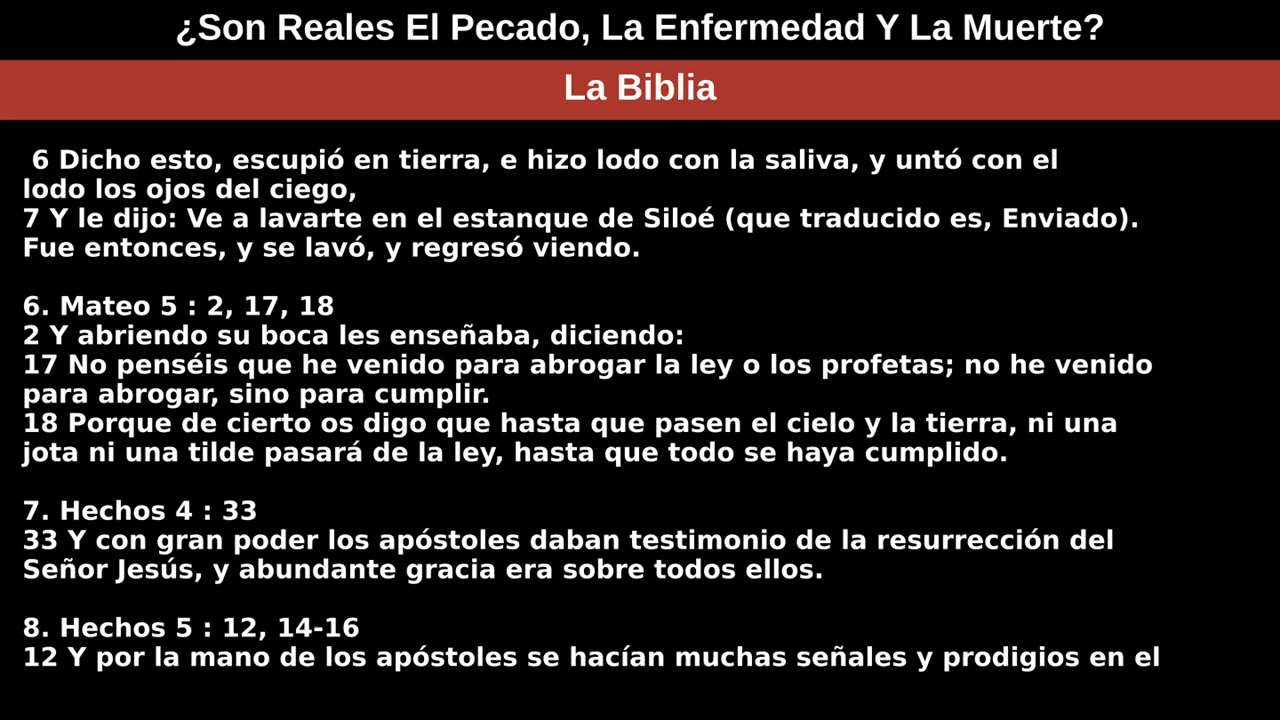 ¿Son Reales El Pecado, La Enfermedad Y La Muerte?
La Biblia
6 Dicho esto, escupió en tierra, e hizo lodo con la saliva, y untó con el
lodo los ojos del ciego,
7 Y le dijo: Ve a lavarte en el estanque de Siloé (que traducido es, Enviado).
Fue entonces, y se lavó, y regresó viendo.
6. Mateo 5 : 2, 17, 18
2 Y abriendo su boca les enseñaba, diciendo:
17 No penséis que he venido para abrogar la ley o los profetas; no he venido
para abrogar, sino para cumplir.
18 Porque de cierto os digo que hasta que pasen el cielo y la tierra, ni una
jota ni una tilde pasará de la ley, hasta que todo se haya cumplido.
7. Hechos 4 : 33
33 Y con gran poder los apóstoles daban testimonio de la resurrección del
Señor Jesús, y abundante gracia era sobre todos ellos.
8. Hechos 5 : 12, 14-16
12 Y por la mano de los apóstoles se hacían muchas señales y prodigios en el